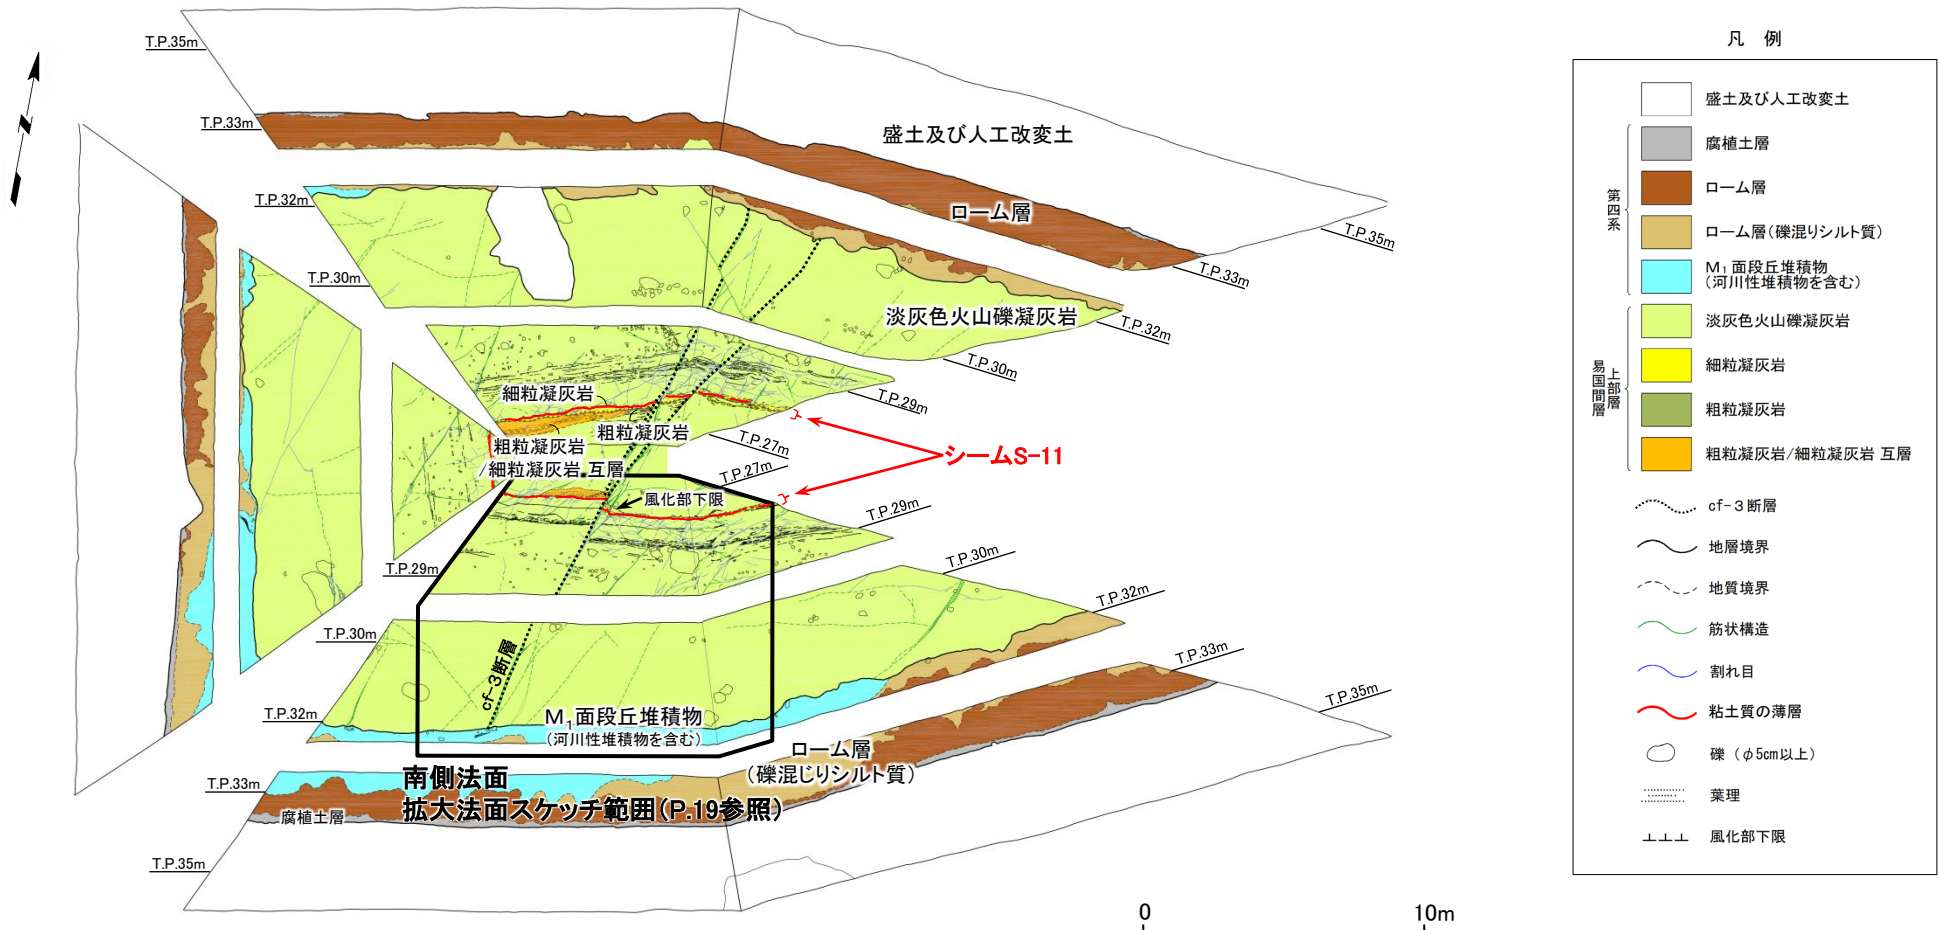 T.P.35m
T.P.33m
盛土及び人工改変土
T.P.32m
ローム層
T.P.35m
T.P.33m
T.P.30m
淡灰色火山礫凝灰岩
T.P.32m
T.P.30m
細粒凝灰岩
T.P.29m
粗粒凝灰岩
粗粒凝灰岩
/細粒凝灰岩 互層
T.P.27m
シームS-11
T.P.27m
風化部下限
T.P.29m
T.P.29m
T.P.30m
T.P.32m
T.P.30m
cf-3断層
T.P.33m
T.P.32m
M₁面段丘堆積物
(河川性堆積物を含む)
T.P.35m
ローム層
(礫混じりシルト質)
南側法面
拡大法面スケッチ範囲(P.19参照)
T.P.33m
腐植土層
T.P.35m
0 10m
凡 例
盛土及び人工改変土
第四系
腐植土層
ローム層
ローム層(礫混りシルト質)
M₁面段丘堆積物
(河川性堆積物を含む)
易国間層
上部層
淡灰色火山礫凝灰岩
細粒凝灰岩
粗粒凝灰岩
粗粒凝灰岩/細粒凝灰岩 互層
cf-3断層
地層境界
地質境界
筋状構造
割れ目
粘土質の薄層
礫(φ5cm以上)
葉理
風化部下限